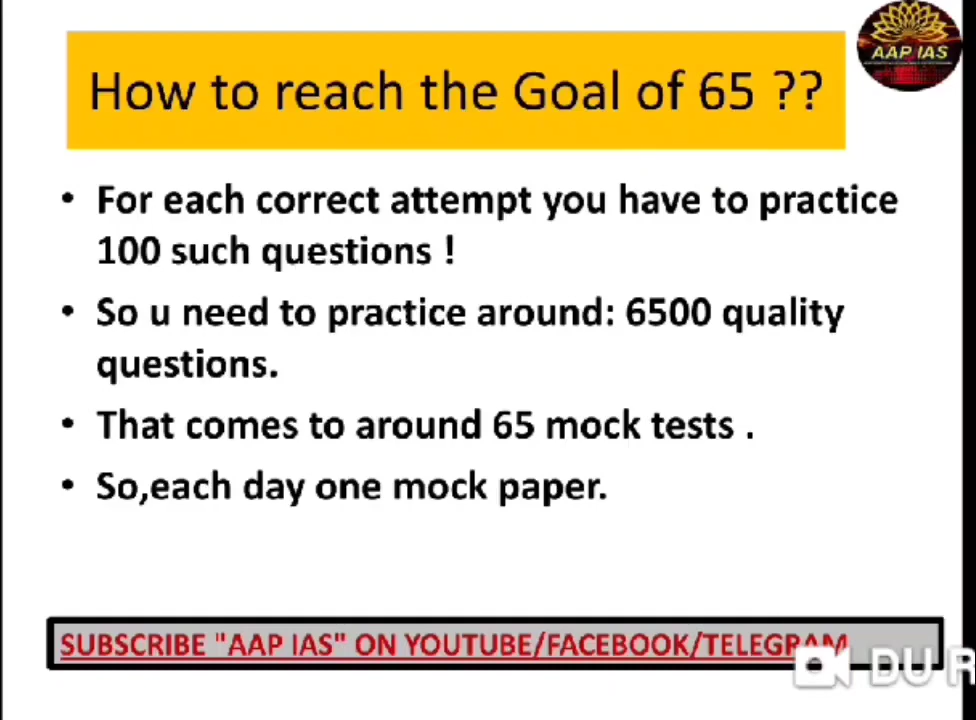 AAP IAS
How to reach the Goal of 65 ??
• For each correct attempt you have to practice
100 such questions !
• So u need to practice around: 6500 quality
questions.
• That comes to around 65 mock tests .
• So,each day one mock paper.
SUBSCRIBE "AAP IAS" ON YOUTUBE/FACEBOOK/TELEGRAM
DU R